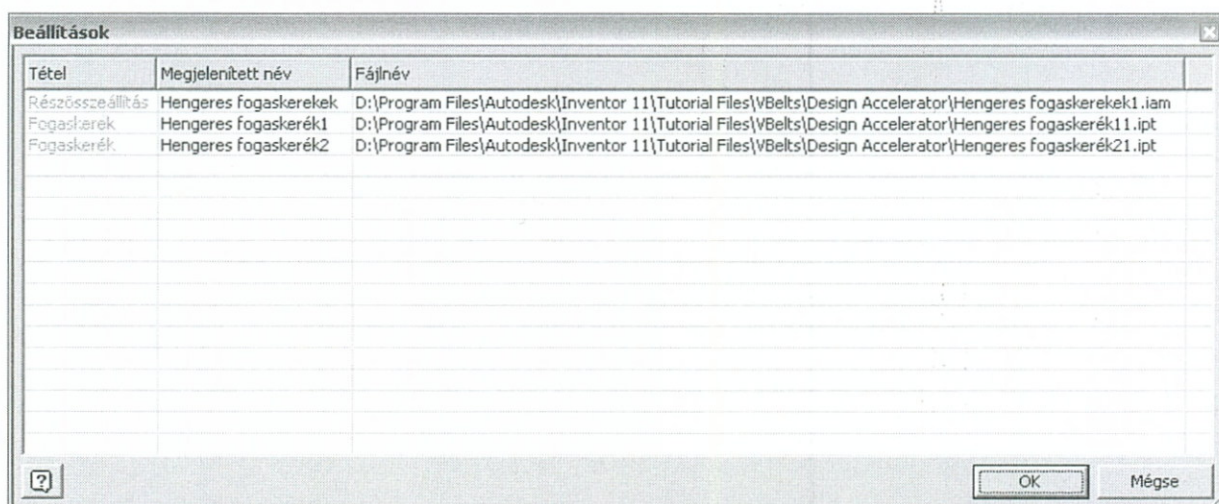 Beállítások
Tétel Megjelenített név Fájlnév
Részösszeállítás Hengeres fogaskerekek D:\Program Files\Autodesk\Inventor 11\Tutorial Files\VBelts\Design Accelerator\Hengeres fogaskerekek1.iam
Fogaskerék Hengeres fogaskerék1 D:\Program Files\Autodesk\Inventor 11\Tutorial Files\VBelts\Design Accelerator\Hengeres fogaskerék11.ipt
Fogaskerék Hengeres fogaskerék2 D:\Program Files\Autodesk\Inventor 11\Tutorial Files\VBelts\Design Accelerator\Hengeres fogaskerék21.ipt
OK Mégse